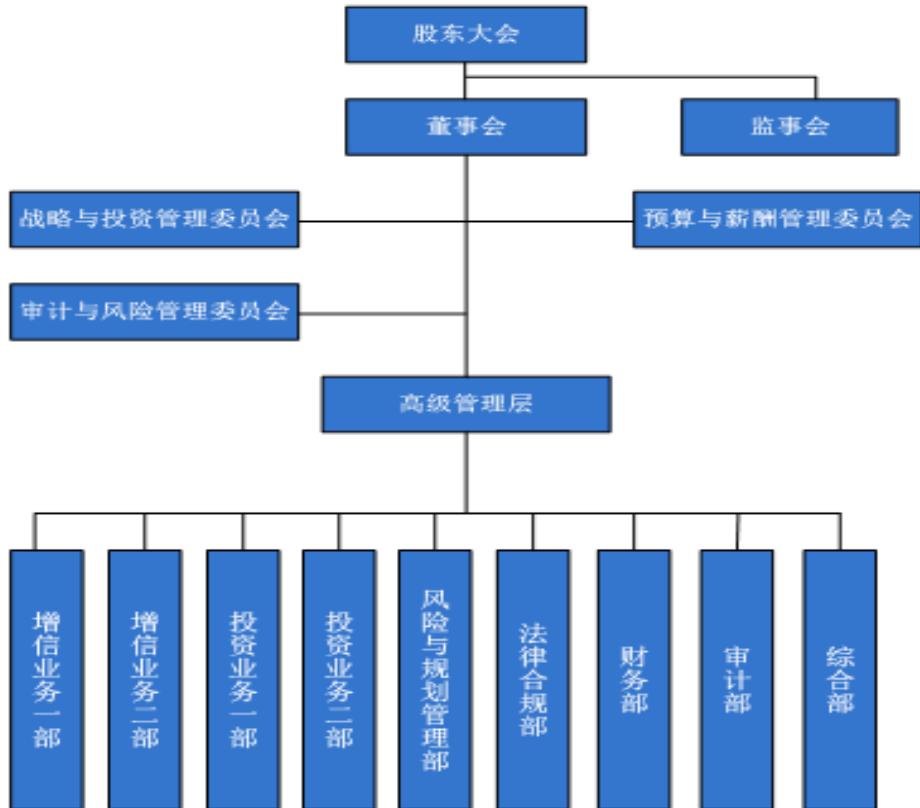 股东大会
董事会
监事会
战略与投资管理委员会
预算与薪酬管理委员会
审计与风险管理委员会
高级管理层
增信业务一部
增信业务二部
投资业务一部
投资业务二部
风险与规划管理部
法律合规部
财务部
审计部
综合部